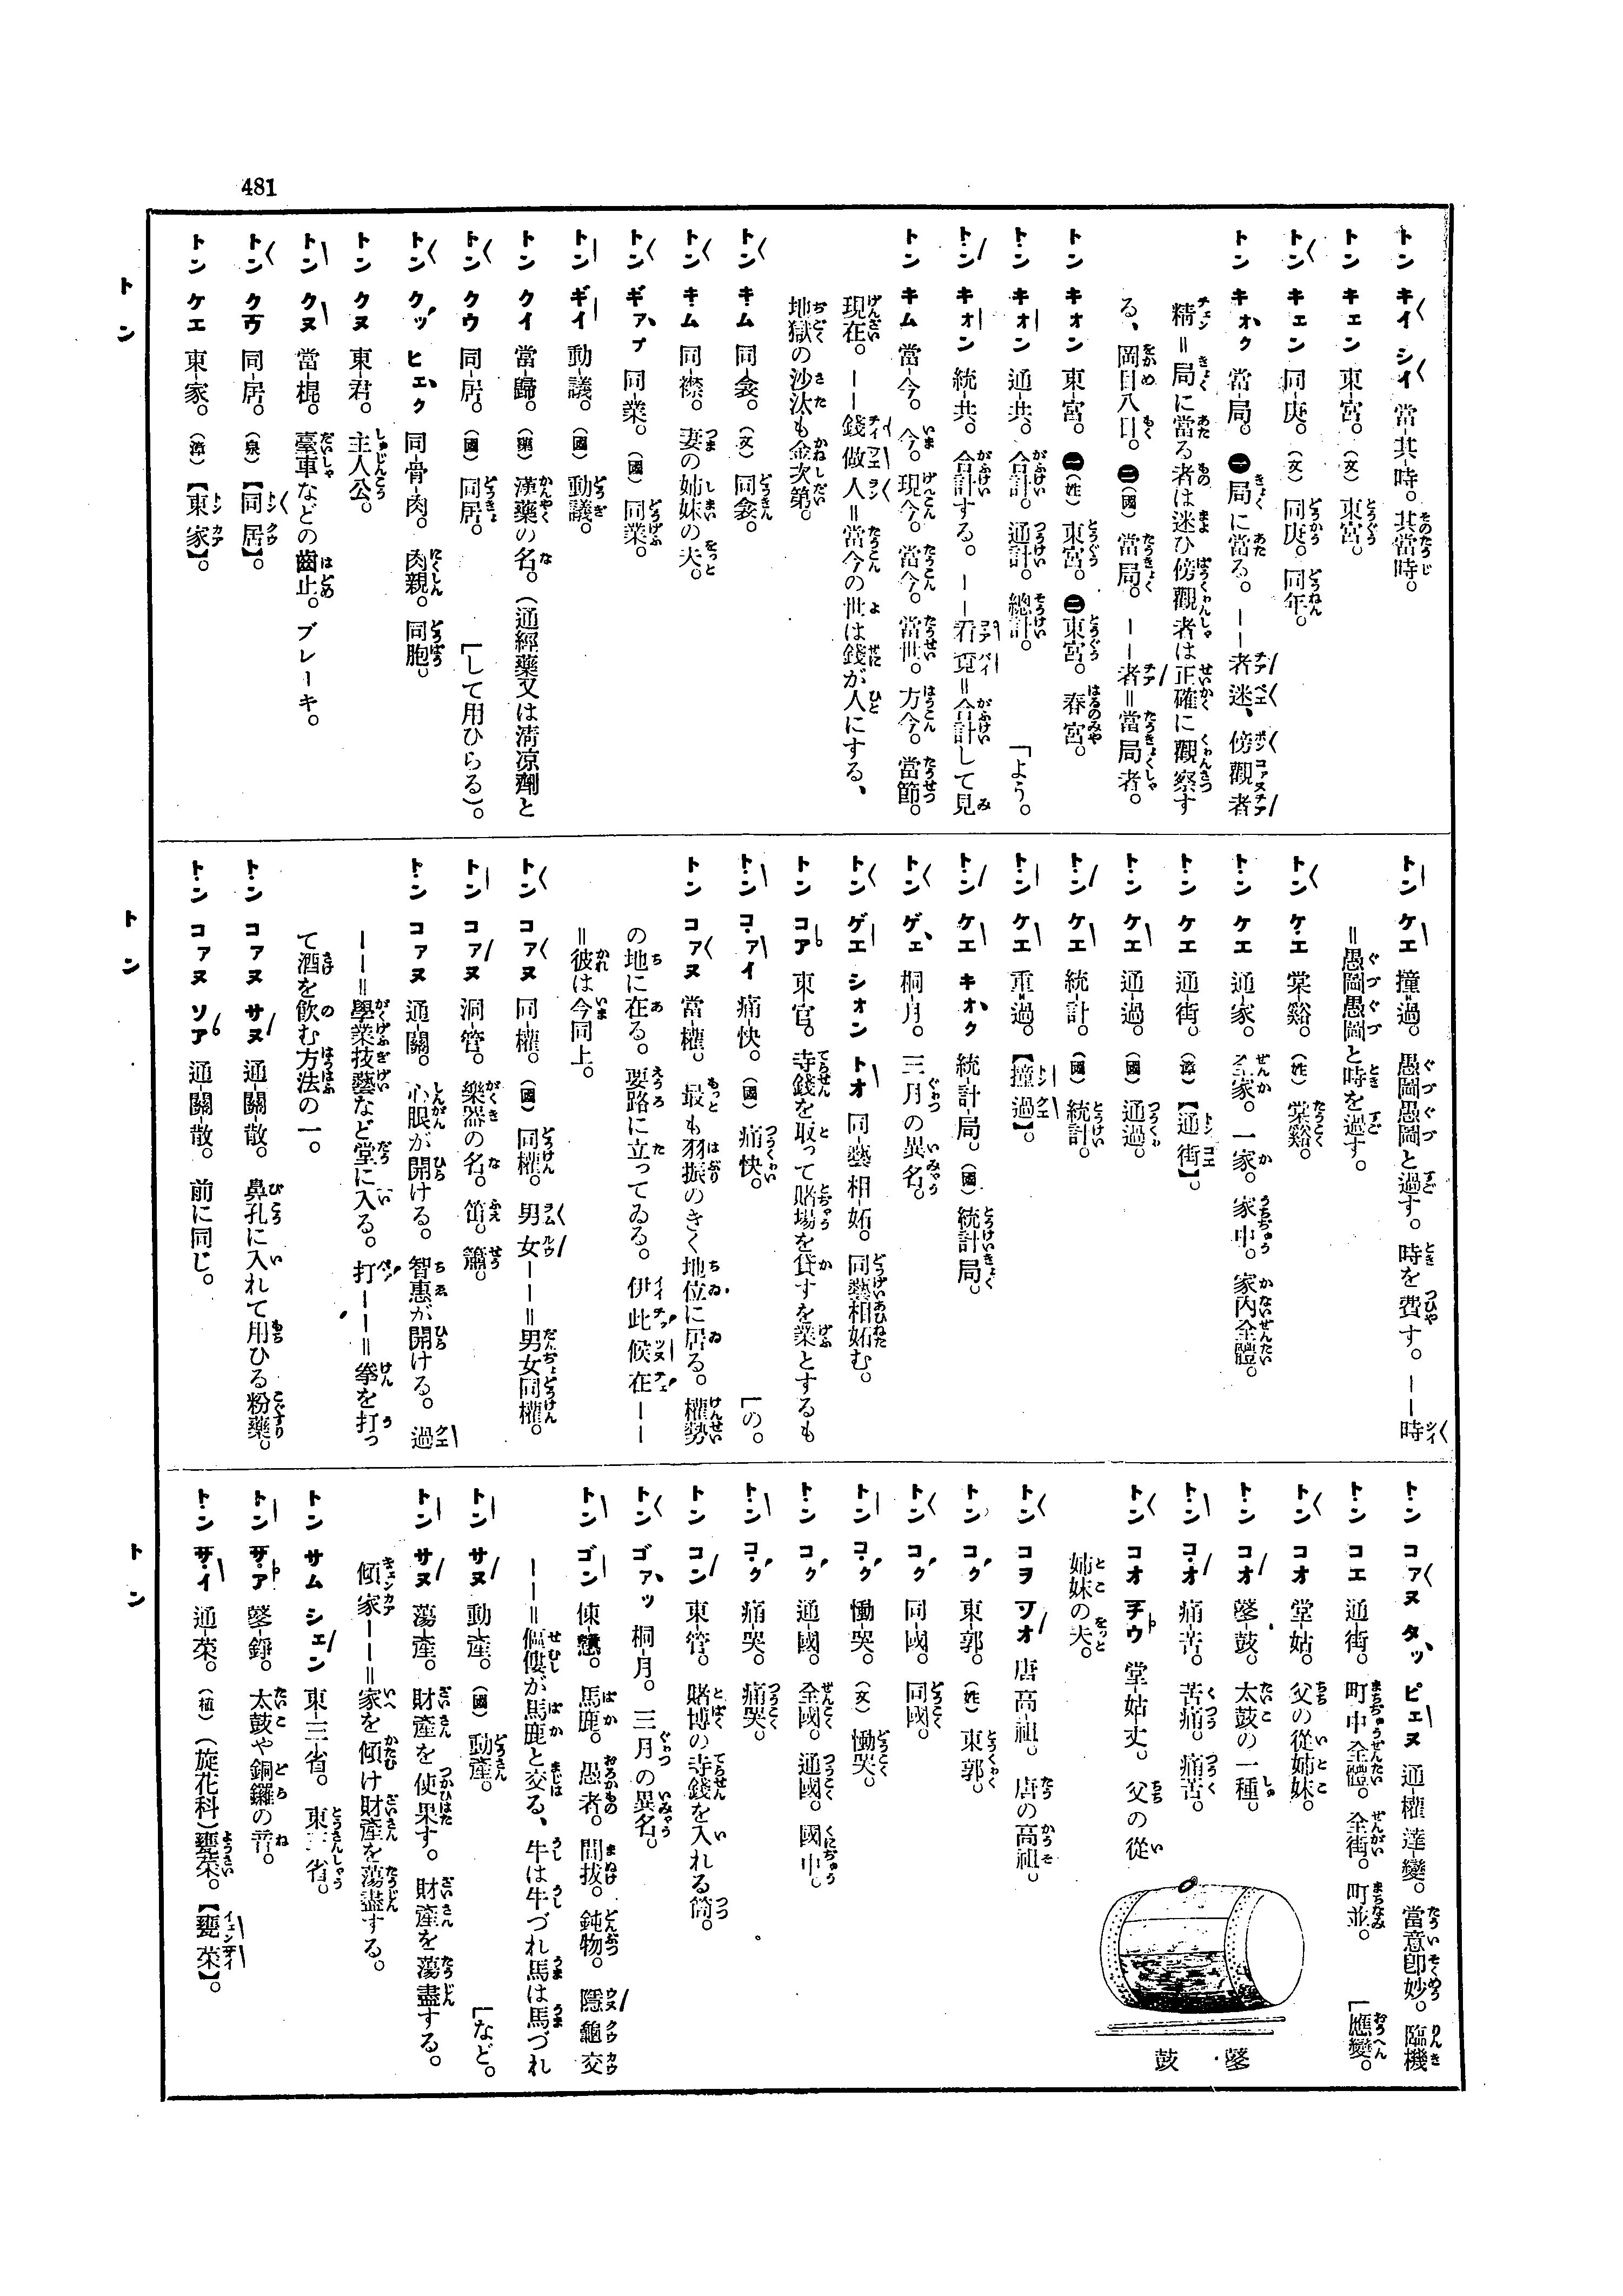 481
トン キイ シイ 當-共-時。其當時。
トン キェン 東-宮。(文) 東宮。
トン キェン 同-庚。(文) 同庚。同年。
トン キォク 當-局。㊀局に當る。――者迷、傍觀者
精=局に當る者は迷ひ傍觀者は正確に觀察す
る、岡目八目。㊁(國) 當局。――者=當局者。
トン キォン 東-宮。㊀(姓) 東宮。㊁東宮。春宮。
トン キォン 通-共。合計。通計。總計。 「よう。
トン キォン 統-共。合計する。――看覓=合計して見
トン キム 當-今。今。現今。當今。當世。方今。當節。
現在。――錢做人=當今の世は錢が人にする、
地獄の沙汰も金次第。
トン キム 同-衾。(文) 同衾。
トン キム 同-襟。妻の姉妹の夫。
トン ギァプ 同-業。(國) 同業。
トン ギイ 動-議。(國) 動議。
トン クイ 當-歸。(藥) 漢藥の名。(通經藥又は淸凉劑と
トン クウ 同-居。(國) 同居。 「して用ひらる)。
トン クッ ヒェク 同-骨-肉。肉親。同胞。
トン クヌ 東-君。主人公。
トン クヌ 當-棍。臺車などの齒止。ブレーキ。
トン クウ 同-居。(泉)【同居】。
トン ケエ 東-家。(漳)【東家】。
トン ケエ 撞-過。愚圖愚圖と過す。時を費す。――時
=愚圖愚圖と時を過す。
トン ケエ 棠-谿。(姓) 棠谿。
トン ケエ 通-家。全家。一家。家中。家內全體。
トン ケエ 通-街。(漳)【通街】。
トン ケエ 通-過。(國) 通過。
トン ケエ 統-計。(國) 統計。
トン ケエ 重-過。【撞過】。
トン ケエ キオク 統計-局。(國) 統計局。
トン ゲェ 桐-月。三月の異名。
トン ゲエ シオン トオ 同-藝 相-妬。同藝相妬む。
トン コア 東-官。寺錢を取って賭場を貸すを業とするも
トン コァイ 痛-快。(國) 痛快。 「の。
トン コァヌ 當-權。最も羽振のきく地位に居る。權勢
の地に在る。要路に立ってゐる。伊此候在――
=彼は今同上。
トン コァヌ 同-權。(國) 同權。男女――=男女同權。
トン コァヌ 洞-管。樂器の名。笛。簫。
トン コァヌ 通-關。心眼が開ける。智惠が開ける。過
――=學業技藝など堂に入る。打――=拳を打っ
て酒を飲む方法の一。
トン コァヌ サヌ 通-關散。鼻孔に入れて用ひる粉藥。
トン コァヌ ソア 通-關散。前に同じ。
トン コァヌ タッ ピェヌ 通權達變。當意卽妙。臨機
トン コエ 通街。町中全體。全街。町並。 「應變。
トン コオ 堂-姑。父の從姉妹。
トン コオ 鼕-鼓。太鼓の一種。
トン コオ 痛-苦。苦痛。痛苦。
トン コオ 堂-姑丈。父の從
姉妹の夫。
鼕鼓
トン コヲ ソオ 唐高祖。唐の高祖。
トン コク 東-郭。(姓) 東郭。
トン コク 同-國。同國。
トン コク 慟-哭。(文) 慟哭。
トン コク 通-國。全國。通國。國中。
トン コク 痛-哭。痛哭。
トン コン 東-管。賭博の寺錢を入れる筒。
トン ゴァッ 桐-月。三月の異名。
トン ゴン 馬鹿。愚者。間拔。鈍物。隱龜交
――=傴僂が馬鹿と交る、牛は牛づれ馬は馬づれ
トン サヌ 動-產。(國) 動產。 「など。
トン サヌ 蕩-產。財產を使果す。財產を蕩盡する。
傾家――=家を傾け財產を蕩盡する。
トン サム シェン 東-三省。東三省。
トン サア 太鼓や銅鑼の音。
トン サイ 通-菜。(植) (旋花科)甕菜。【甕菜】。
トン
トン
トン